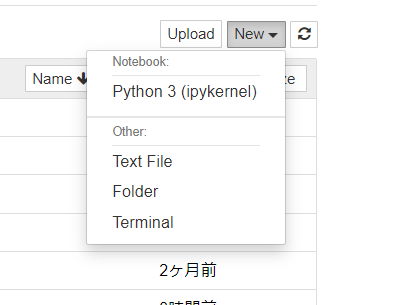 Upload New
Notebook:
Name
Python 3 (ipykernel)
Other:
Text File
Folder
Terminal
2ヶ月前